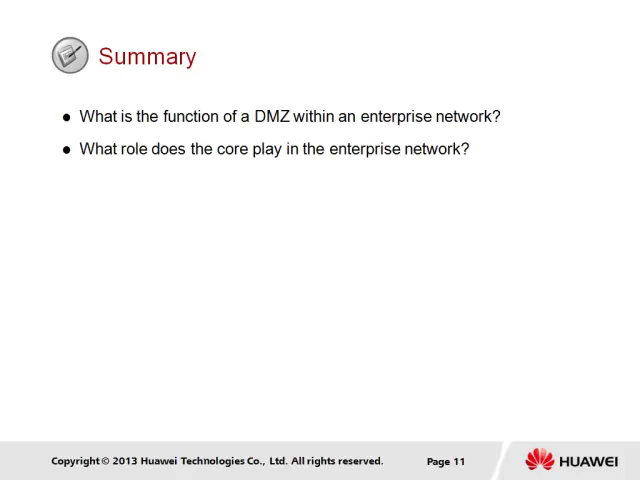 Summary
● What is the function of a DMZ within an enterprise network?
● What role does the core play in the enterprise network?
Copyright © 2013 Huawei Technologies Co., Ltd. All rights reserved.
Page 11
HUAWEI